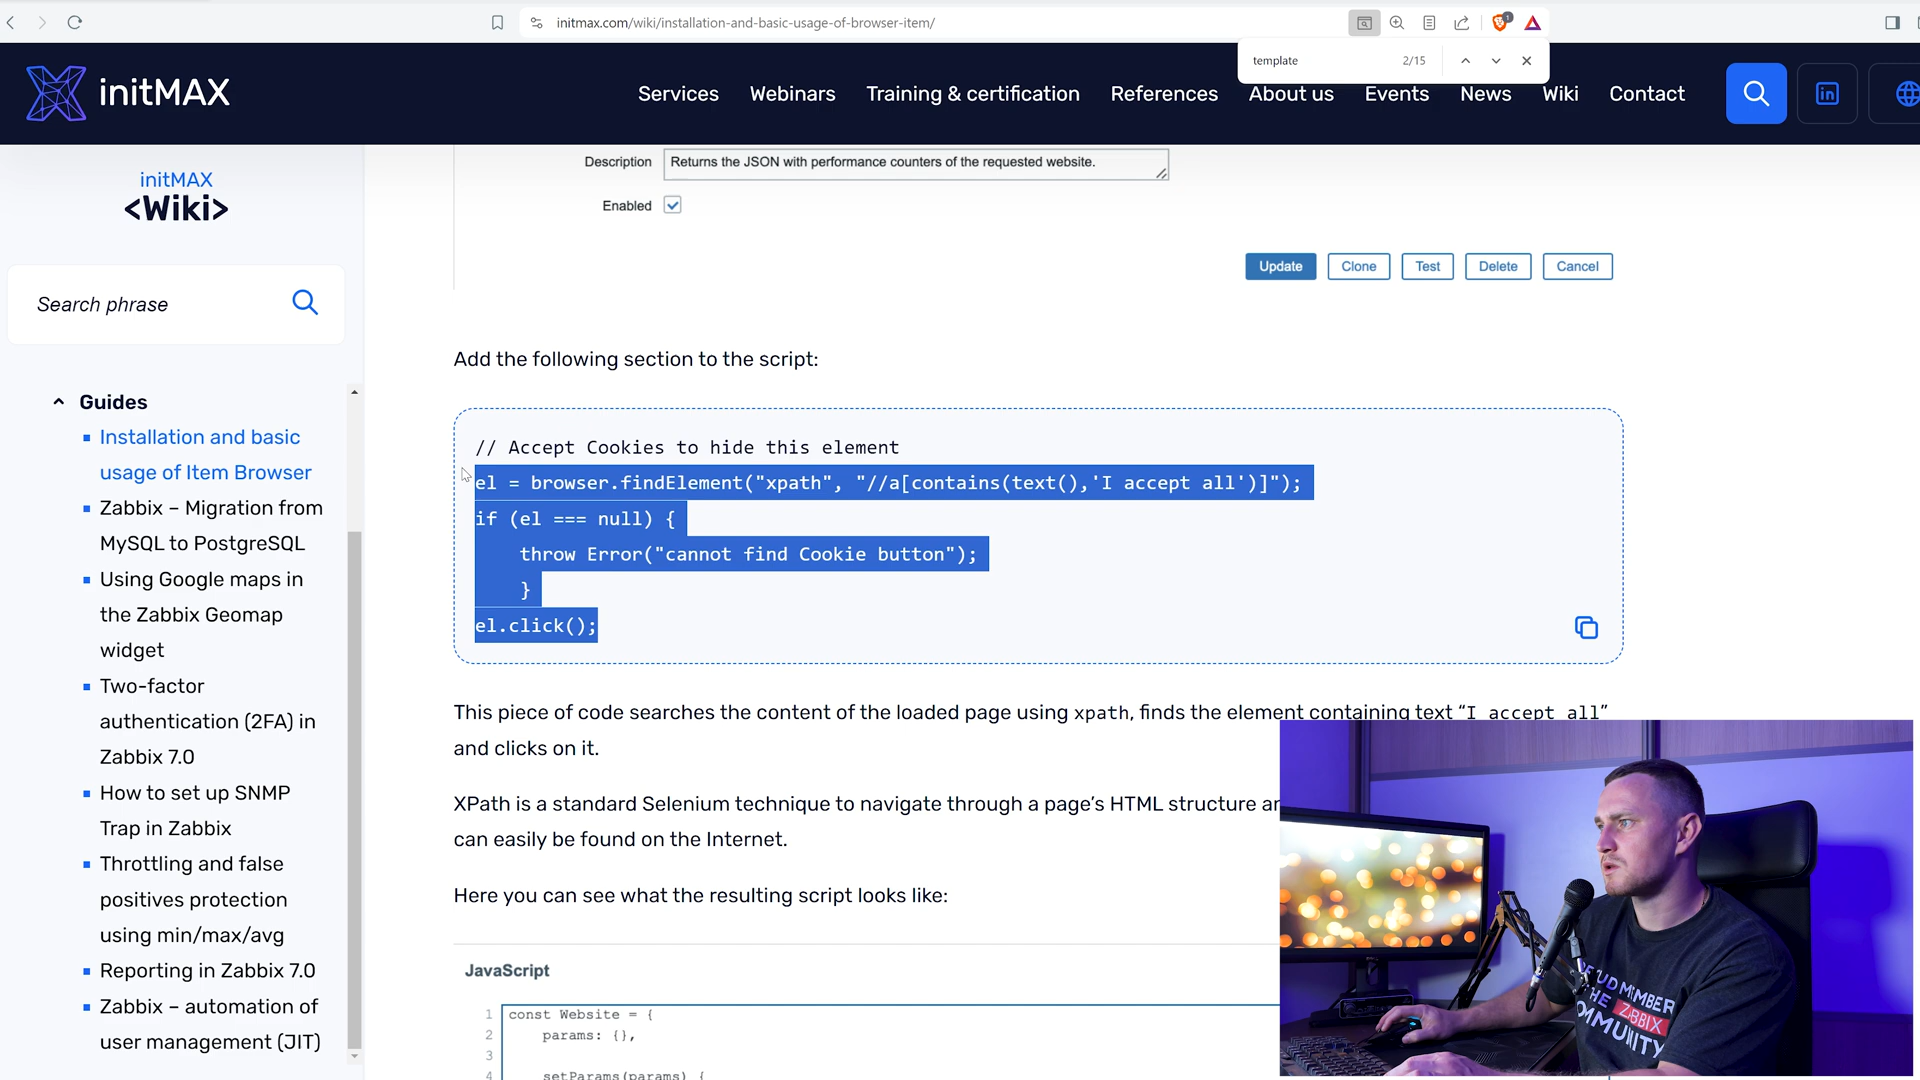 initmax.com/wiki/installation-and-basic-usage-of-browser-item/
template 2/15
initMAX
Services Webinars Training & certification References About us Events News Wiki Contact
initMAX
<Wiki>
Search phrase
Guides
Installation and basic
usage of Item Browser
Zabbix – Migration from
MySQL to PostgreSQL
Using Google maps in
the Zabbix Geomap
widget
Two-factor
authentication (2FA) in
Zabbix 7.0
How to set up SNMP
Trap in Zabbix
Throttling and false
positives protection
using min/max/avg
Reporting in Zabbix 7.0
Zabbix – automation of
user management (JIT)
Description Returns the JSON with performance counters of the requested website.
Enabled
Update Clone Test Delete Cancel
Add the following section to the script:
// Accept Cookies to hide this element
el = browser.findElement("xpath", "//a[contains(text(),'I accept all')]");
if (el === null) {
throw Error("cannot find Cookie button");
}
el.click();
This piece of code searches the content of the loaded page using xpath, finds the element containing text “I accept all”
and clicks on it.
XPath is a standard Selenium technique to navigate through a page’s HTML structure
can easily be found on the Internet.
Here you can see what the resulting script looks like:
JavaScript
1 const Website = {
2 params: {},
3
4 setParams(params) {
MEMBER
THE ZABBIX
COMMUNITY